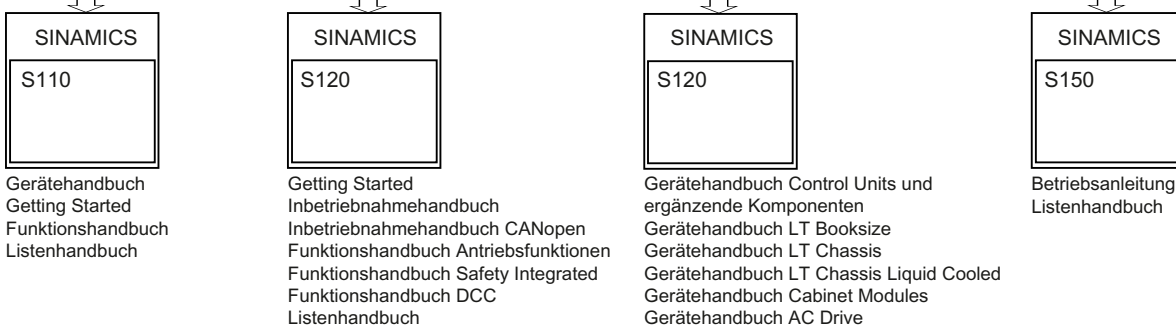 SINAMICS
S110
Gerätehandbuch
Getting Started
Funktionshandbuch
Listenhandbuch
SINAMICS
S120
Getting Started
Inbetriebnahmehandbuch
Inbetriebnahmehandbuch CANopen
Funktionshandbuch Antriebsfunktionen
Funktionshandbuch Safety Integrated
Funktionshandbuch DCC
Listenhandbuch
SINAMICS
S120
Gerätehandbuch Control Units und
ergänzende Komponenten
Gerätehandbuch LT Booksize
Gerätehandbuch LT Chassis
Gerätehandbuch LT Chassis Liquid Cooled
Gerätehandbuch Cabinet Modules
Gerätehandbuch AC Drive
SINAMICS
S150
Betriebsanleitung
Listenhandbuch